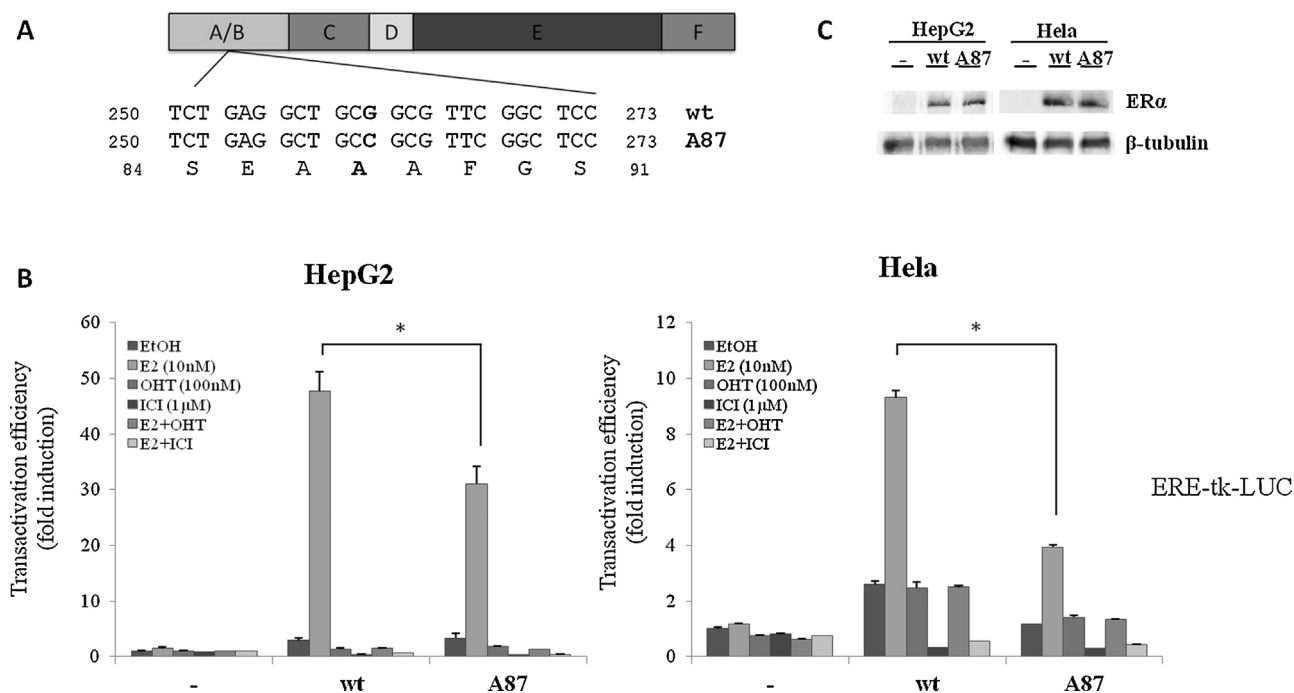 A
A/B C D E F
250 TCT GAG GCTGCG GCG TTC GGC TCC 273 wt
250 TCT GAG GCTGCC GCG TTC GGC TCC 273 A87
84 S E A A A F G S 91
C
HepG2 Hela
- wt A87 - wt A87
ERα
β-tubulin
B
HepG2
Transactivation efficiency
(fold induction)
60
50
40
30
20
10
0
EtOH
E2 (10nM)
OHT (100nM)
ICI (1µM)
E2+OHT
E2+ICI
*
- wt A87
Hela
Transactivation efficiency
(fold induction)
12
10
8
6
4
2
0
EtOH
E2 (10nM)
OHT (100nM)
ICI (1µM)
E2+OHT
E2+ICI
*
- wt A87
ERE-tk-LUC